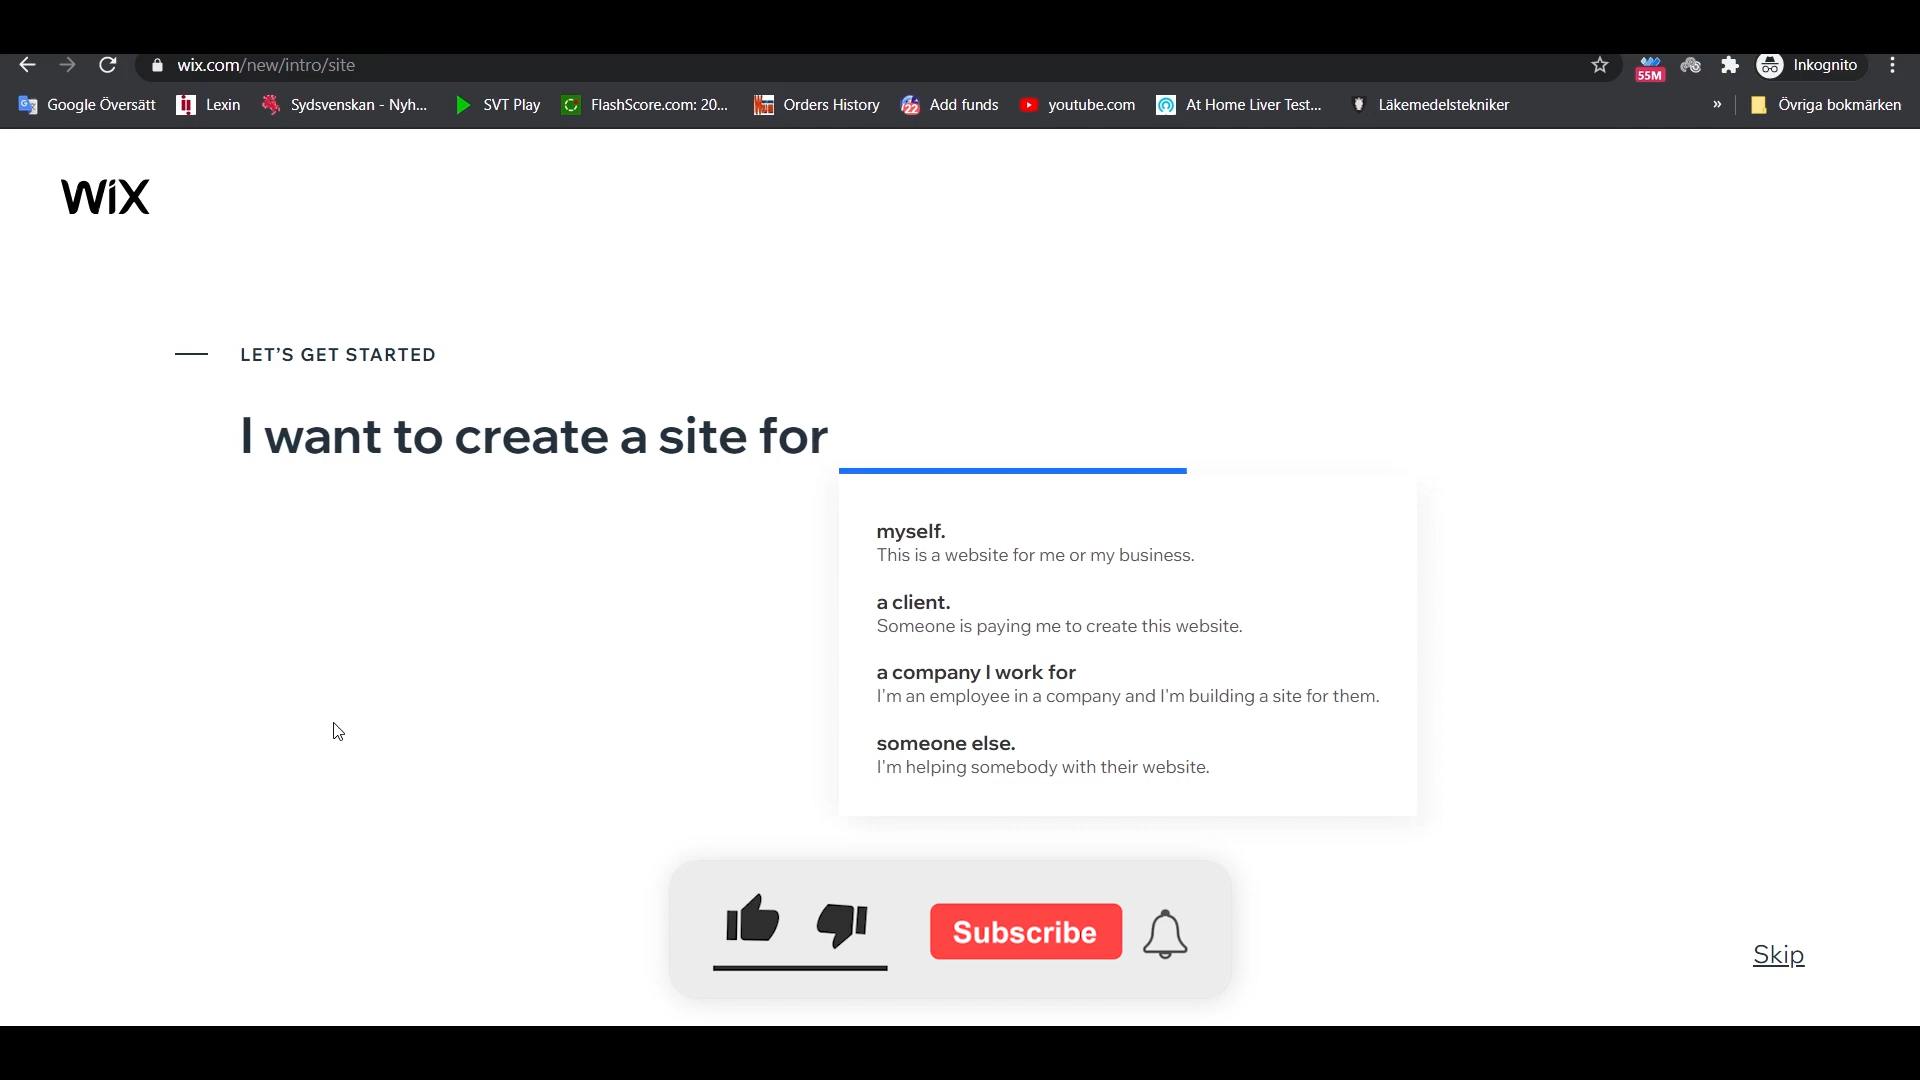 wix.com/new/intro/site
55M
Inkognito
Google Översätt
Lexin
Sydsvenskan - Nyh...
SVT Play
FlashScore.com: 20...
Orders History
Add funds
youtube.com
At Home Liver Test...
Läkemedelstekniker
»
Övriga bokmärken
WiX
LET'S GET STARTED
I want to create a site for
myself.
This is a website for me or my business.
a client.
Someone is paying me to create this website.
a company I work for
I'm an employee in a company and I'm building a site for them.
someone else.
I'm helping somebody with their website.
Subscribe
Skip